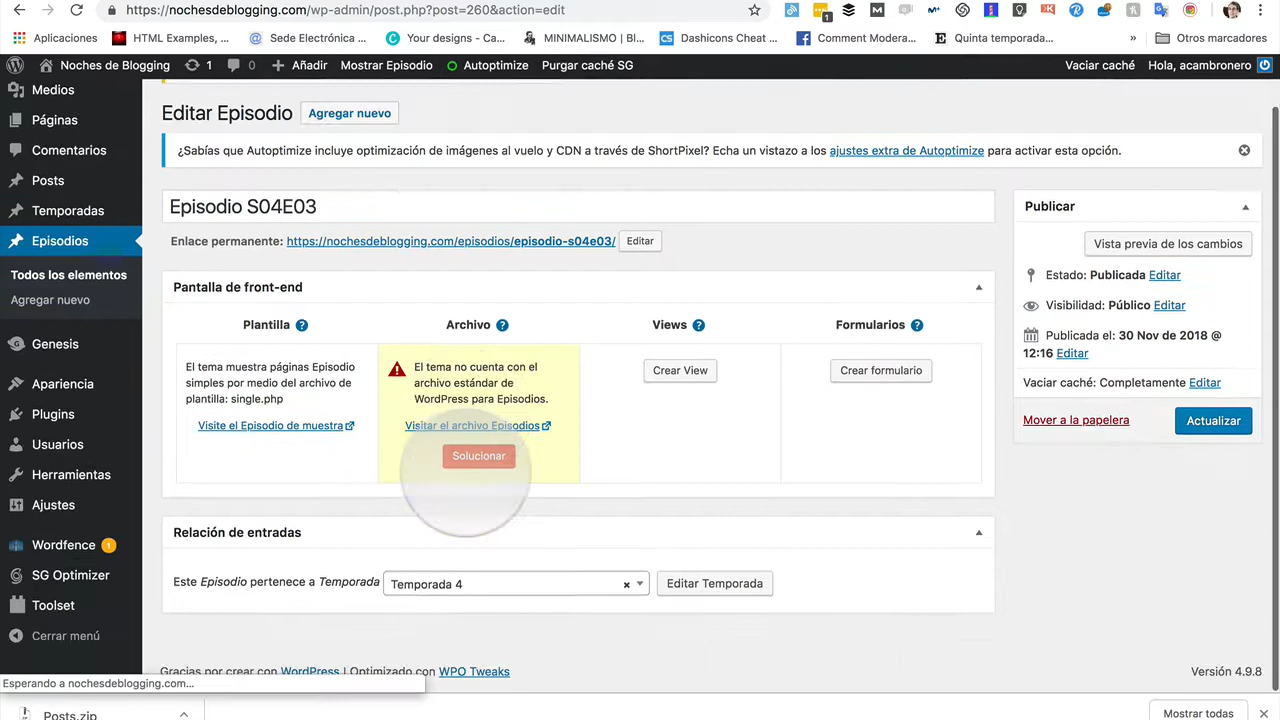 https://nochesdeblogging.com/wp-admin/post.php?post=260&action=edit
Aplicaciones HTML Examples, ... Sede Electrónica ... Your designs - Ca... MINIMALISMO | Bl... Dashicons Cheat ... Comment Modera... Quinta temporada... » Otros marcadores
Noches de Blogging 1 0 Añadir Mostrar Episodio Autoptimize Purgar caché SG Vaciar caché Hola, acambronero
Medios
Páginas
Comentarios
Posts
Temporadas
Episodios
Todos los elementos
Agregar nuevo
Genesis
Apariencia
Plugins
Usuarios
Herramientas
Ajustes
Wordfence 1
SG Optimizer
Toolset
Cerrar menú
Editar Episodio Agregar nuevo
¿Sabías que Autoptimize incluye optimización de imágenes al vuelo y CDN a través de ShortPixel? Echa un vistazo a los ajustes extra de Autoptimize para activar esta opción.
Episodio S04E03
Enlace permanente: https://nochesdeblogging.com/episodios/episodio-s04e03/ Editar
Pantalla de front-end
Plantilla ? Archivo ? Views ? Formularios ?
El tema muestra páginas Episodio
simples por medio del archivo de
plantilla: single.php
Visite el Episodio de muestra
El tema no cuenta con el
archivo estándar de
WordPress para Episodios.
Visitar el archivo Episodios
Solucionar
Crear View
Crear formulario
Relación de entradas
Este Episodio pertenece a Temporada Temporada 4 × Editar Temporada
Publicar
Vista previa de los cambios
Estado: Publicada Editar
Visibilidad: Público Editar
Publicada el: 30 Nov de 2018 @
12:16 Editar
Vaciar caché: Completamente Editar
Mover a la papelera Actualizar
Gracias por crear con WordPress | Optimizado con WPO Tweaks Versión 4.9.8
Esperando a nochesdeblogging.com...
Posts.zip Mostrar todas